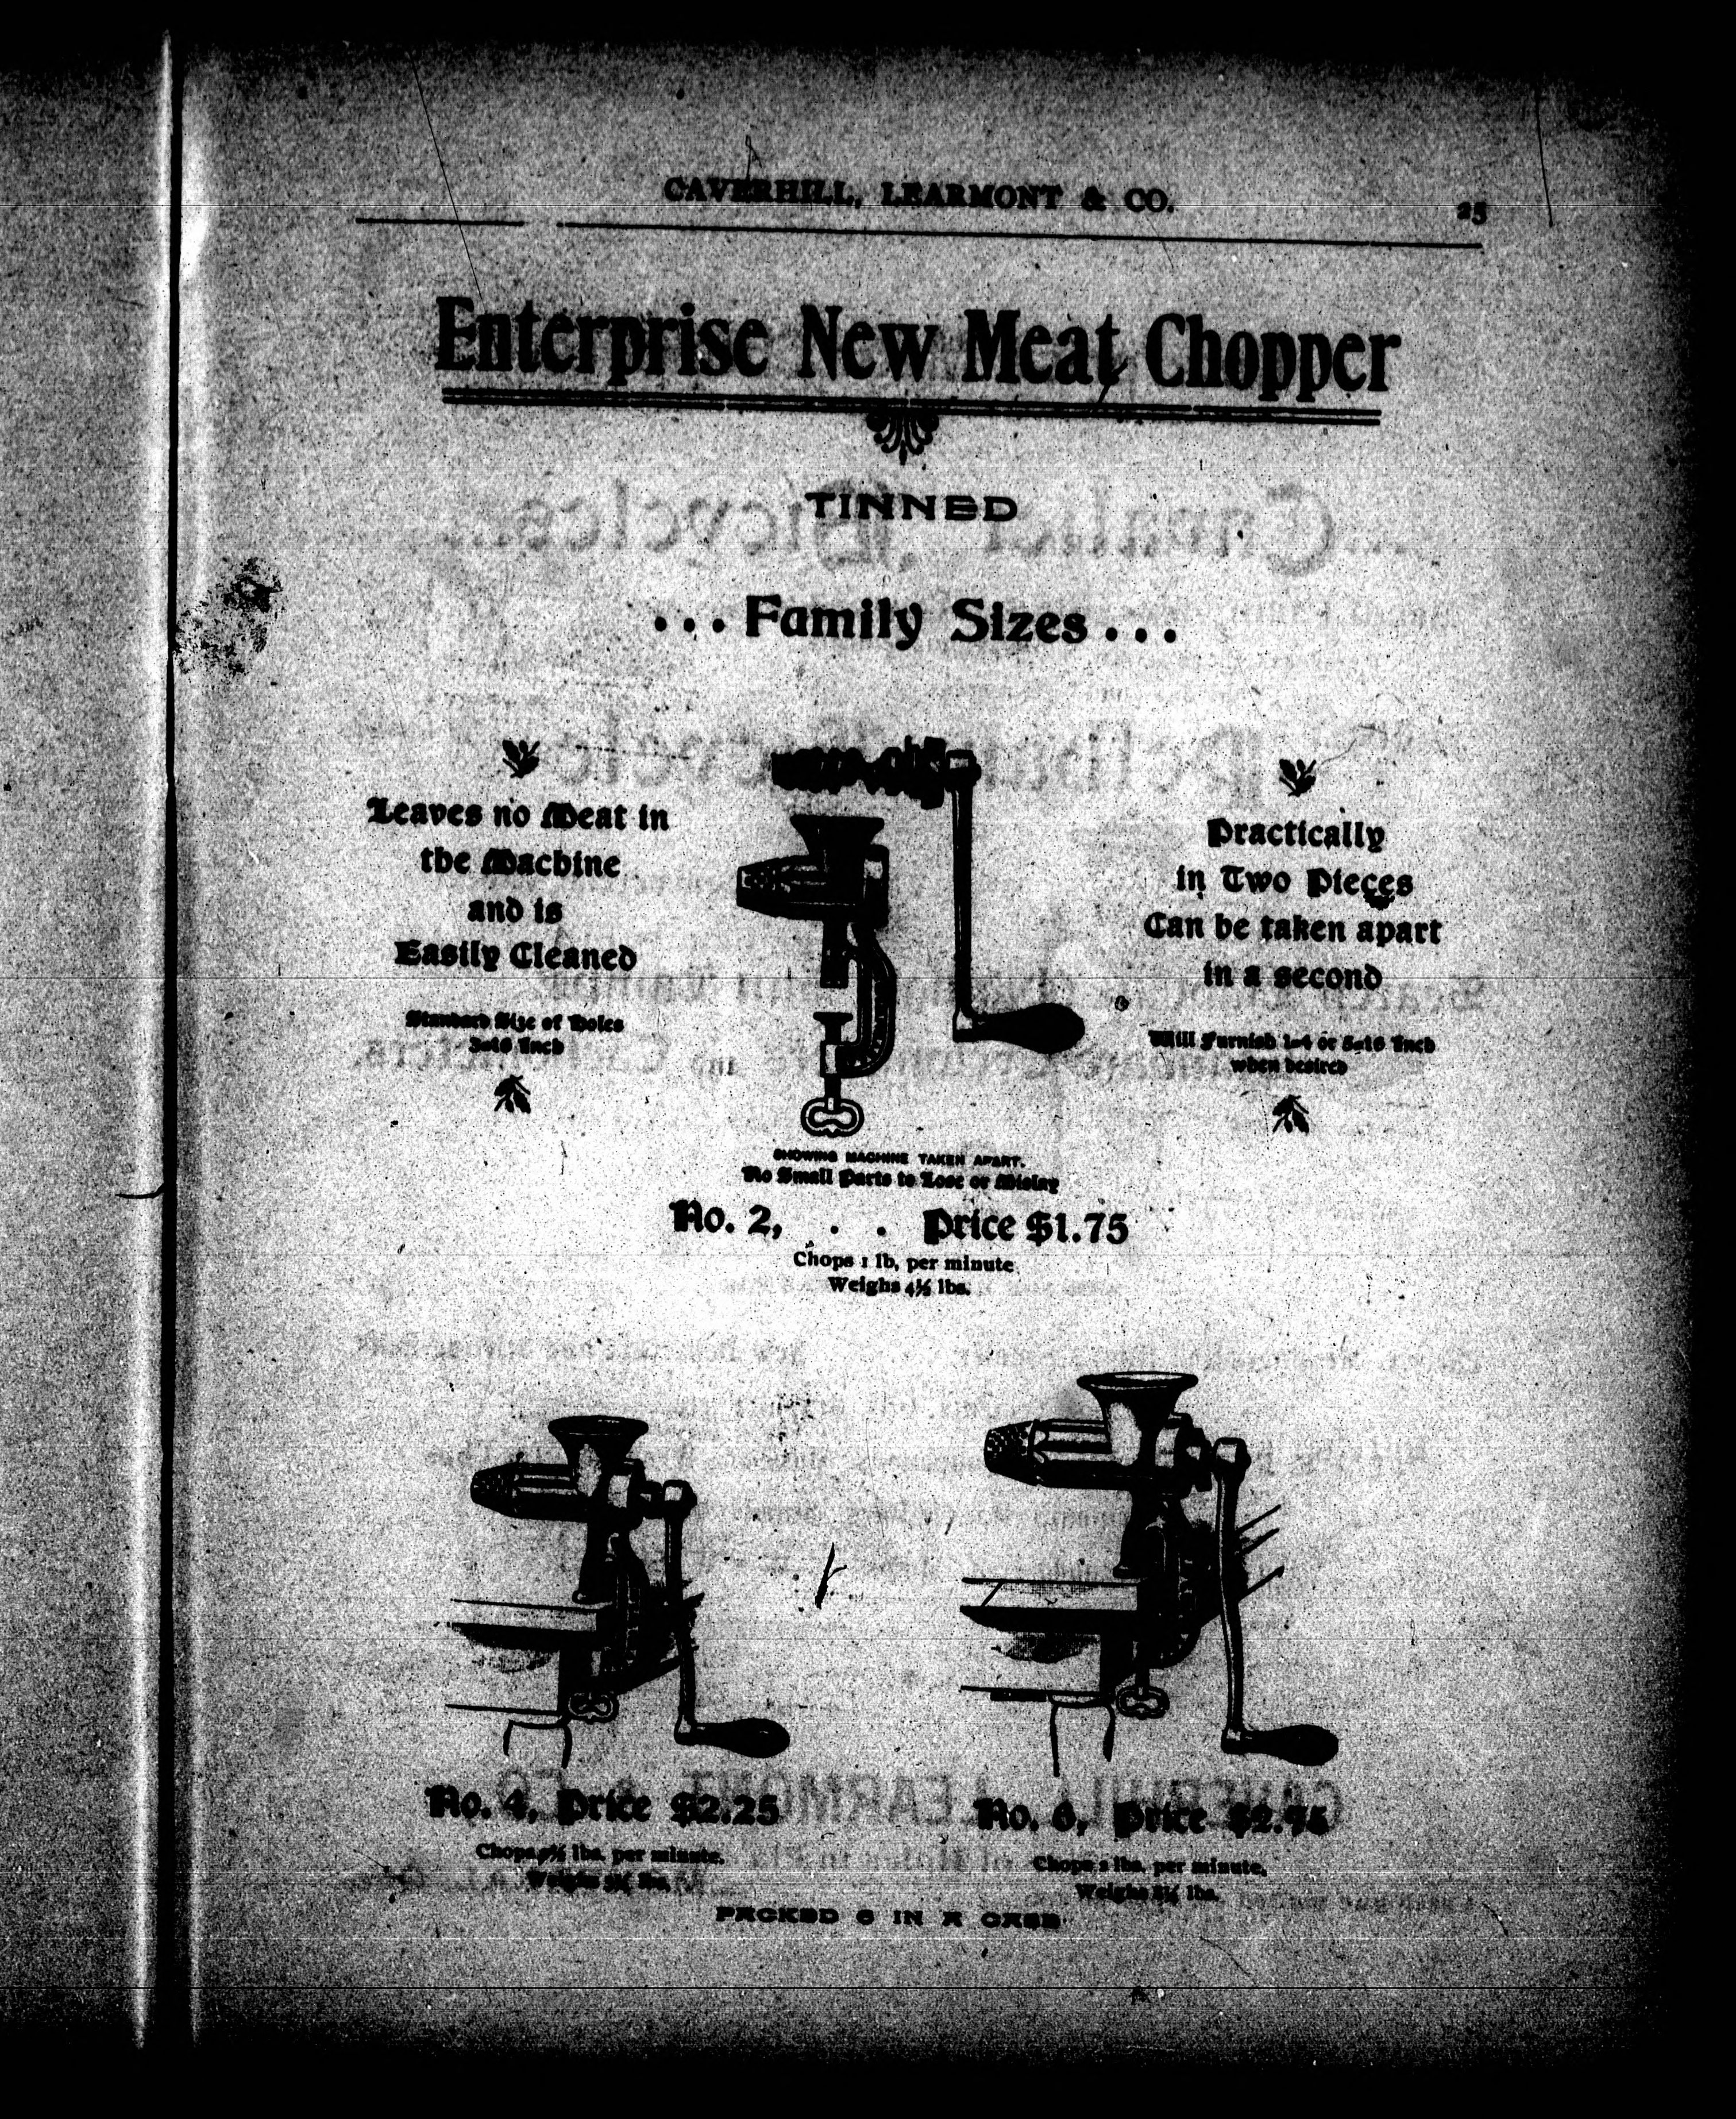 CAVERHILL, LEARMONT & CO. 25
Enterprise New Meat Chopper
TINNED
...Family Sizes...
Leaves no Meat in
the Machine
and is
Easily Cleaned
Standard Size of Holes
3-16 Inch
Practically
in Two Pieces
Can be taken apart
in a second
Will Furnish 1-4 or 5-16 Inch
when desired
SHOWING MACHINE TAKEN APART.
No Small Parts to Lose or Mislay
No. 2, . . Price $1.75
Chops 1 lb, per minute
Weighs 4½ lbs.
No. 4, Price $2.25
Chops lbs. per minute.
Weighs lbs.
No. 6, Price
Chops lbs. per minute.
Weighs lbs.
PACKED 6 IN A CASE